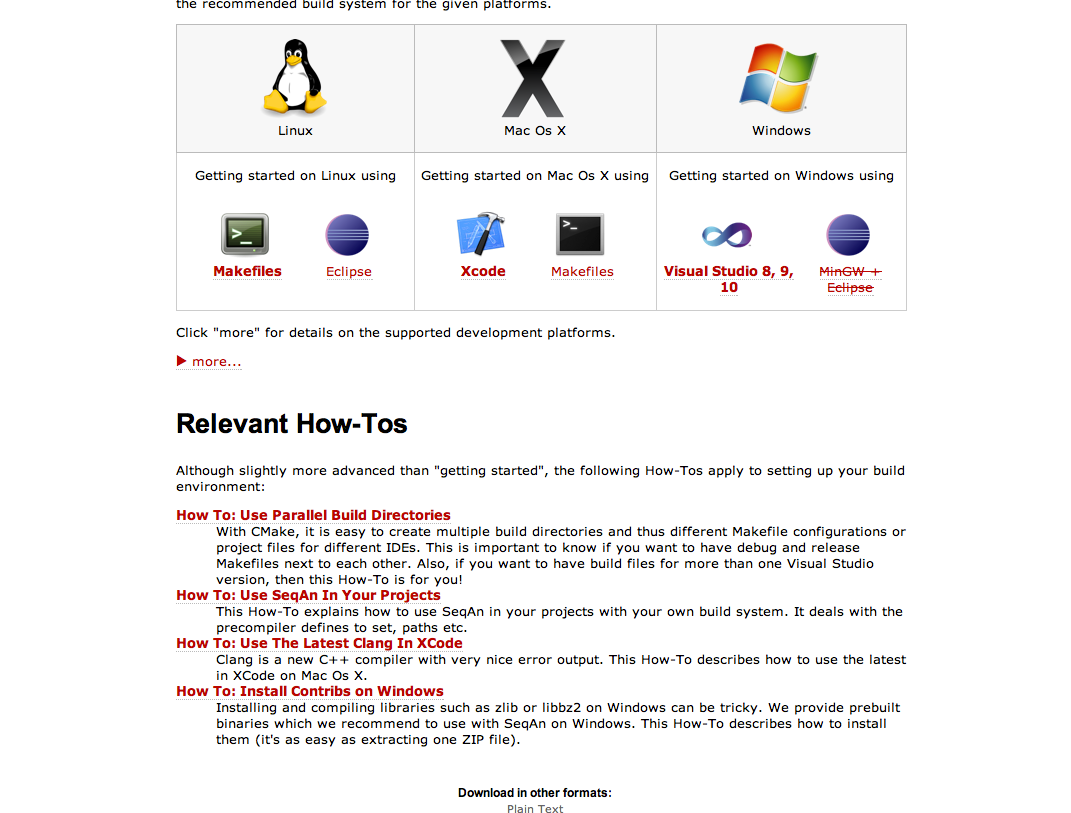 the recommended build system for the given platforms.
Linux
Mac Os X
Windows
Getting started on Linux using
Getting started on Mac Os X using
Getting started on Windows using
>_
>_
Makefiles
Eclipse
Xcode
Makefiles
Visual Studio 8, 9,
10
MinGW +
Eclipse
Click "more" for details on the supported development platforms.
▶ more...
Relevant How-Tos
Although slightly more advanced than "getting started", the following How-Tos apply to setting up your build
environment:
How To: Use Parallel Build Directories
With CMake, it is easy to create multiple build directories and thus different Makefile configurations or
project files for different IDEs. This is important to know if you want to have debug and release
Makefiles next to each other. Also, if you want to have build files for more than one Visual Studio
version, then this How-To is for you!
How To: Use SeqAn In Your Projects
This How-To explains how to use SeqAn in your projects with your own build system. It deals with the
precompiler defines to set, paths etc.
How To: Use The Latest Clang In XCode
Clang is a new C++ compiler with very nice error output. This How-To describes how to use the latest
in XCode on Mac Os X.
How To: Install Contribs on Windows
Installing and compiling libraries such as zlib or libbz2 on Windows can be tricky. We provide prebuilt
binaries which we recommend to use with SeqAn on Windows. This How-To describes how to install
them (it's as easy as extracting one ZIP file).
Download in other formats:
Plain Text